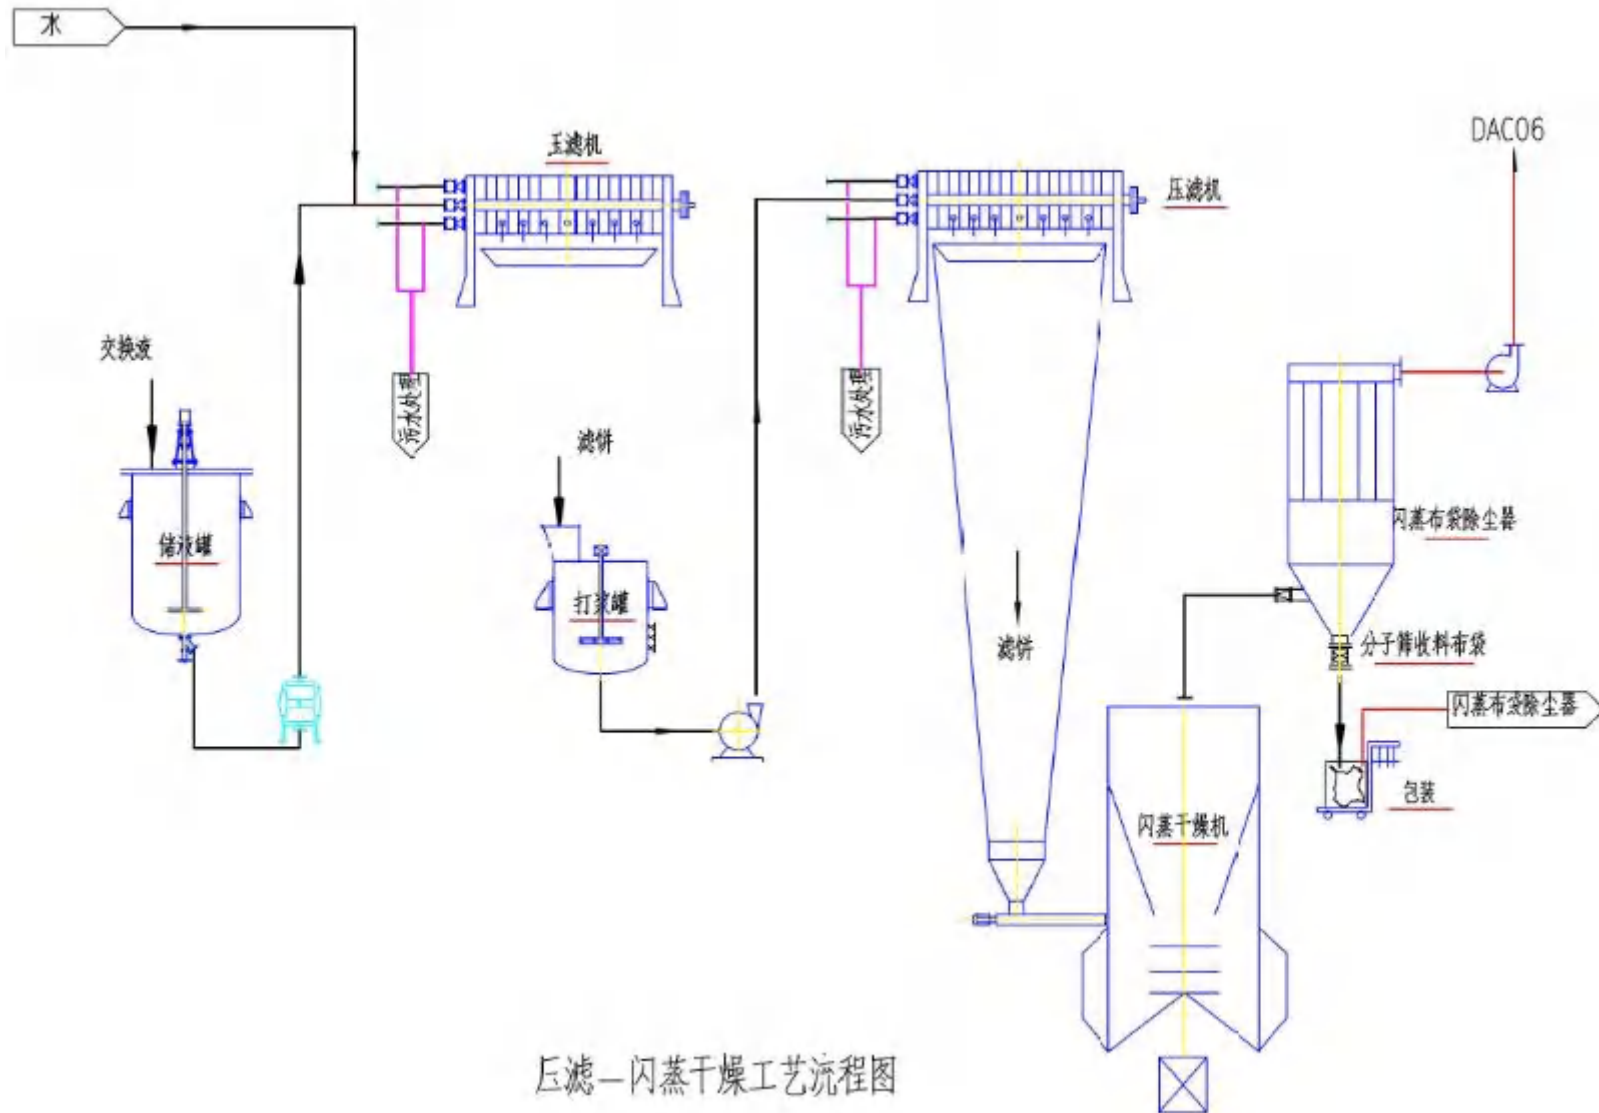 水
DAC06
压滤机
压滤机
交换液
污水处理
污水处理
滤饼
闪蒸布袋除尘器
储液罐
打浆罐
滤饼
分子筛收料布袋
闪蒸布袋除尘器
包装
闪蒸干燥机
压滤—闪蒸干燥工艺流程图